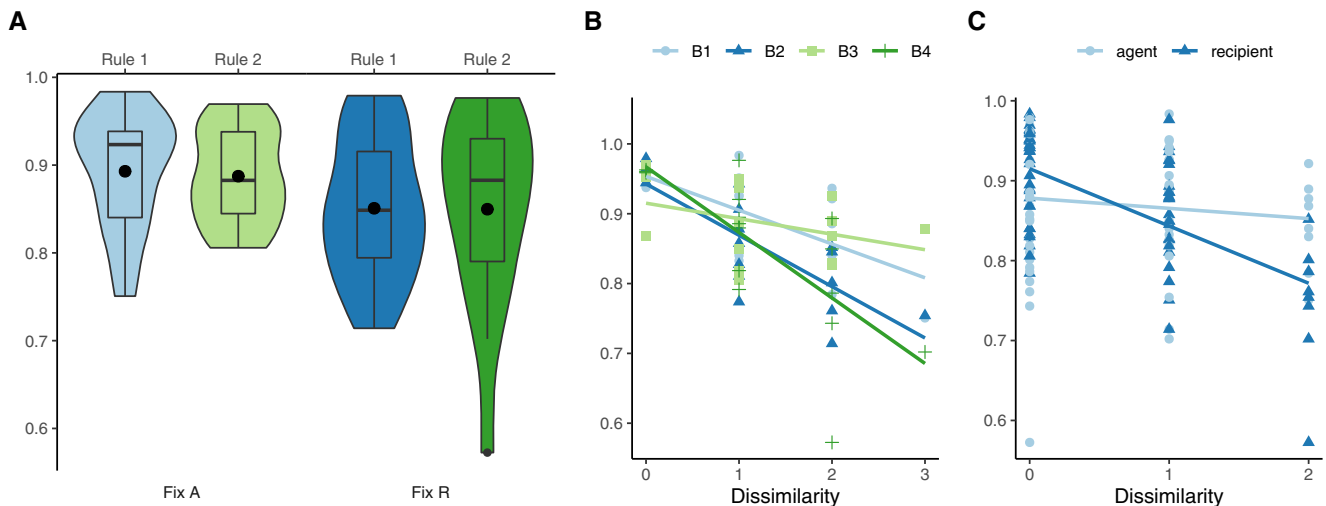 A
Rule 1 Rule 2 Rule 1 Rule 2
1.0
0.9
0.8
0.7
0.6
Fix A Fix R
B
B1 B2 B3 B4
1.0
0.9
0.8
0.7
0.6
0 1 2 3
Dissimilarity
C
agent recipient
1.0
0.9
0.8
0.7
0.6
0 1 2
Dissimilarity